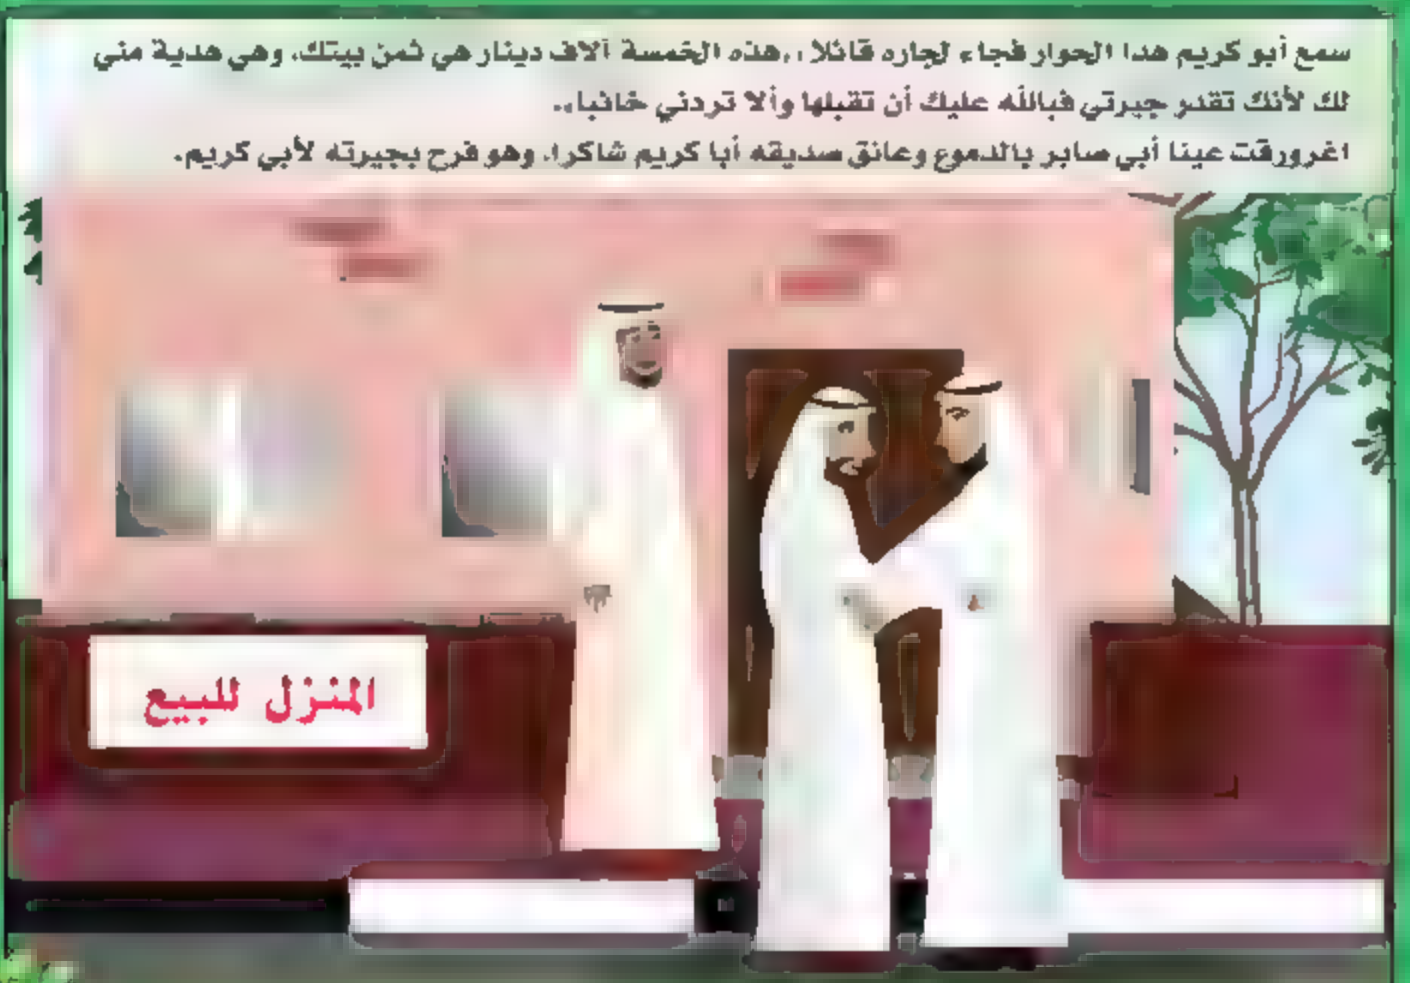 سمع أبو كريم هدا الحوار فجاء لجاره قائلا ,,هذه الخمسة آلاف دينار هي ثمن بيتك، وهي هدية مني
لك لأنك تقدر جيرتي فبالله عليك أن تقبلها وألا تردني خائبا,,.
اغرورقت عينا أبي صابر بالدموع وعانق صديقه أبا كريم شاكرا، وهو فرح بجيرته لأبي كريم.
المنزل للبيع